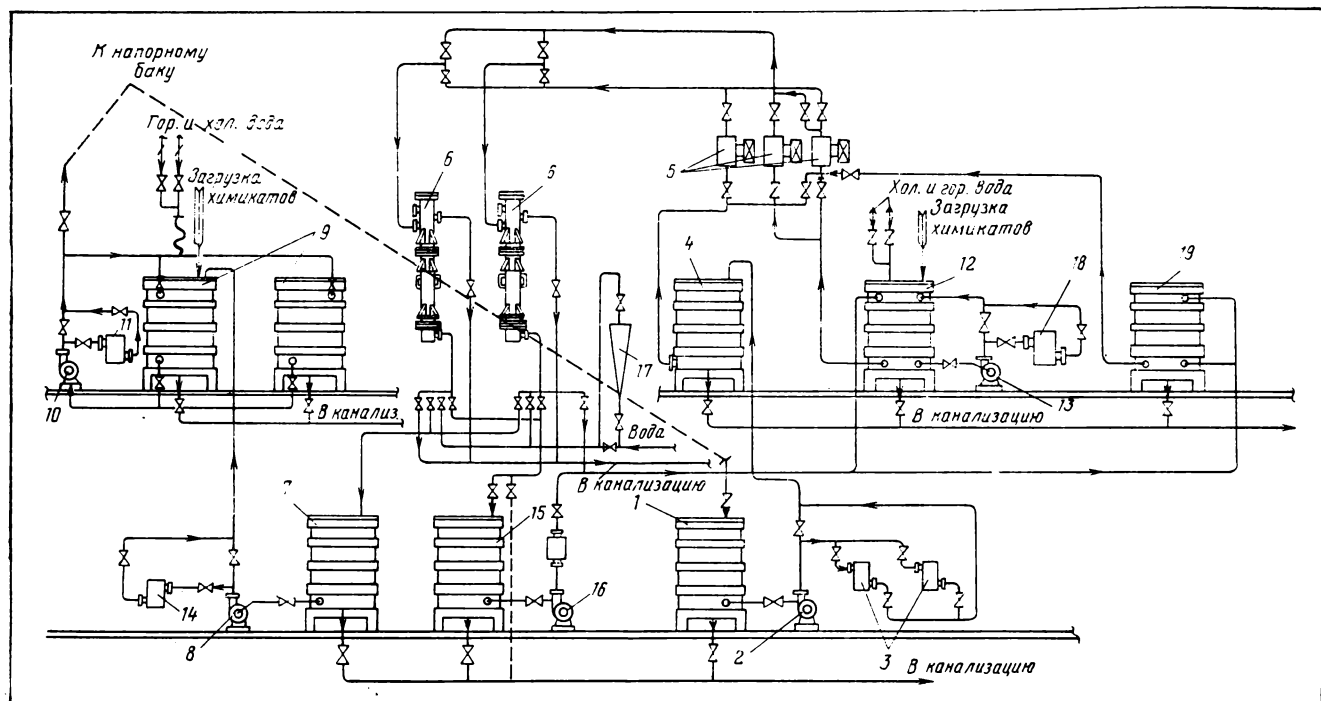 К напорному
баку
Гор. и хол. вода
Загрузка
химикатов
9
11
10
В канализ.
6
6
5
17
Вода
В канализацию
4
Хол. и гор. вода
Загрузка
химикатов
12
18
19
13
В канализацию
7
15
1
14
8
16
2
3
В канализацию